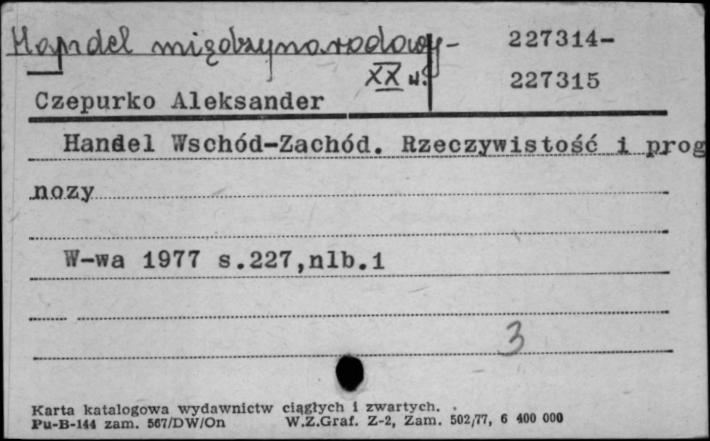 Handel międzynarodowy-
XX w.
227314-
227315
Czepurko Aleksander
Handel Wschód-Zachód. Rzeczywistość i prog
nozy
W-wa 1977 s.227,nlb.1
3
Karta katalogowa wydawnictw ciągłych i zwartych.
Pu-B-144 zam. 567/DW/On W.Z.Graf. Z-2, Zam. 502/77, 6 400 000